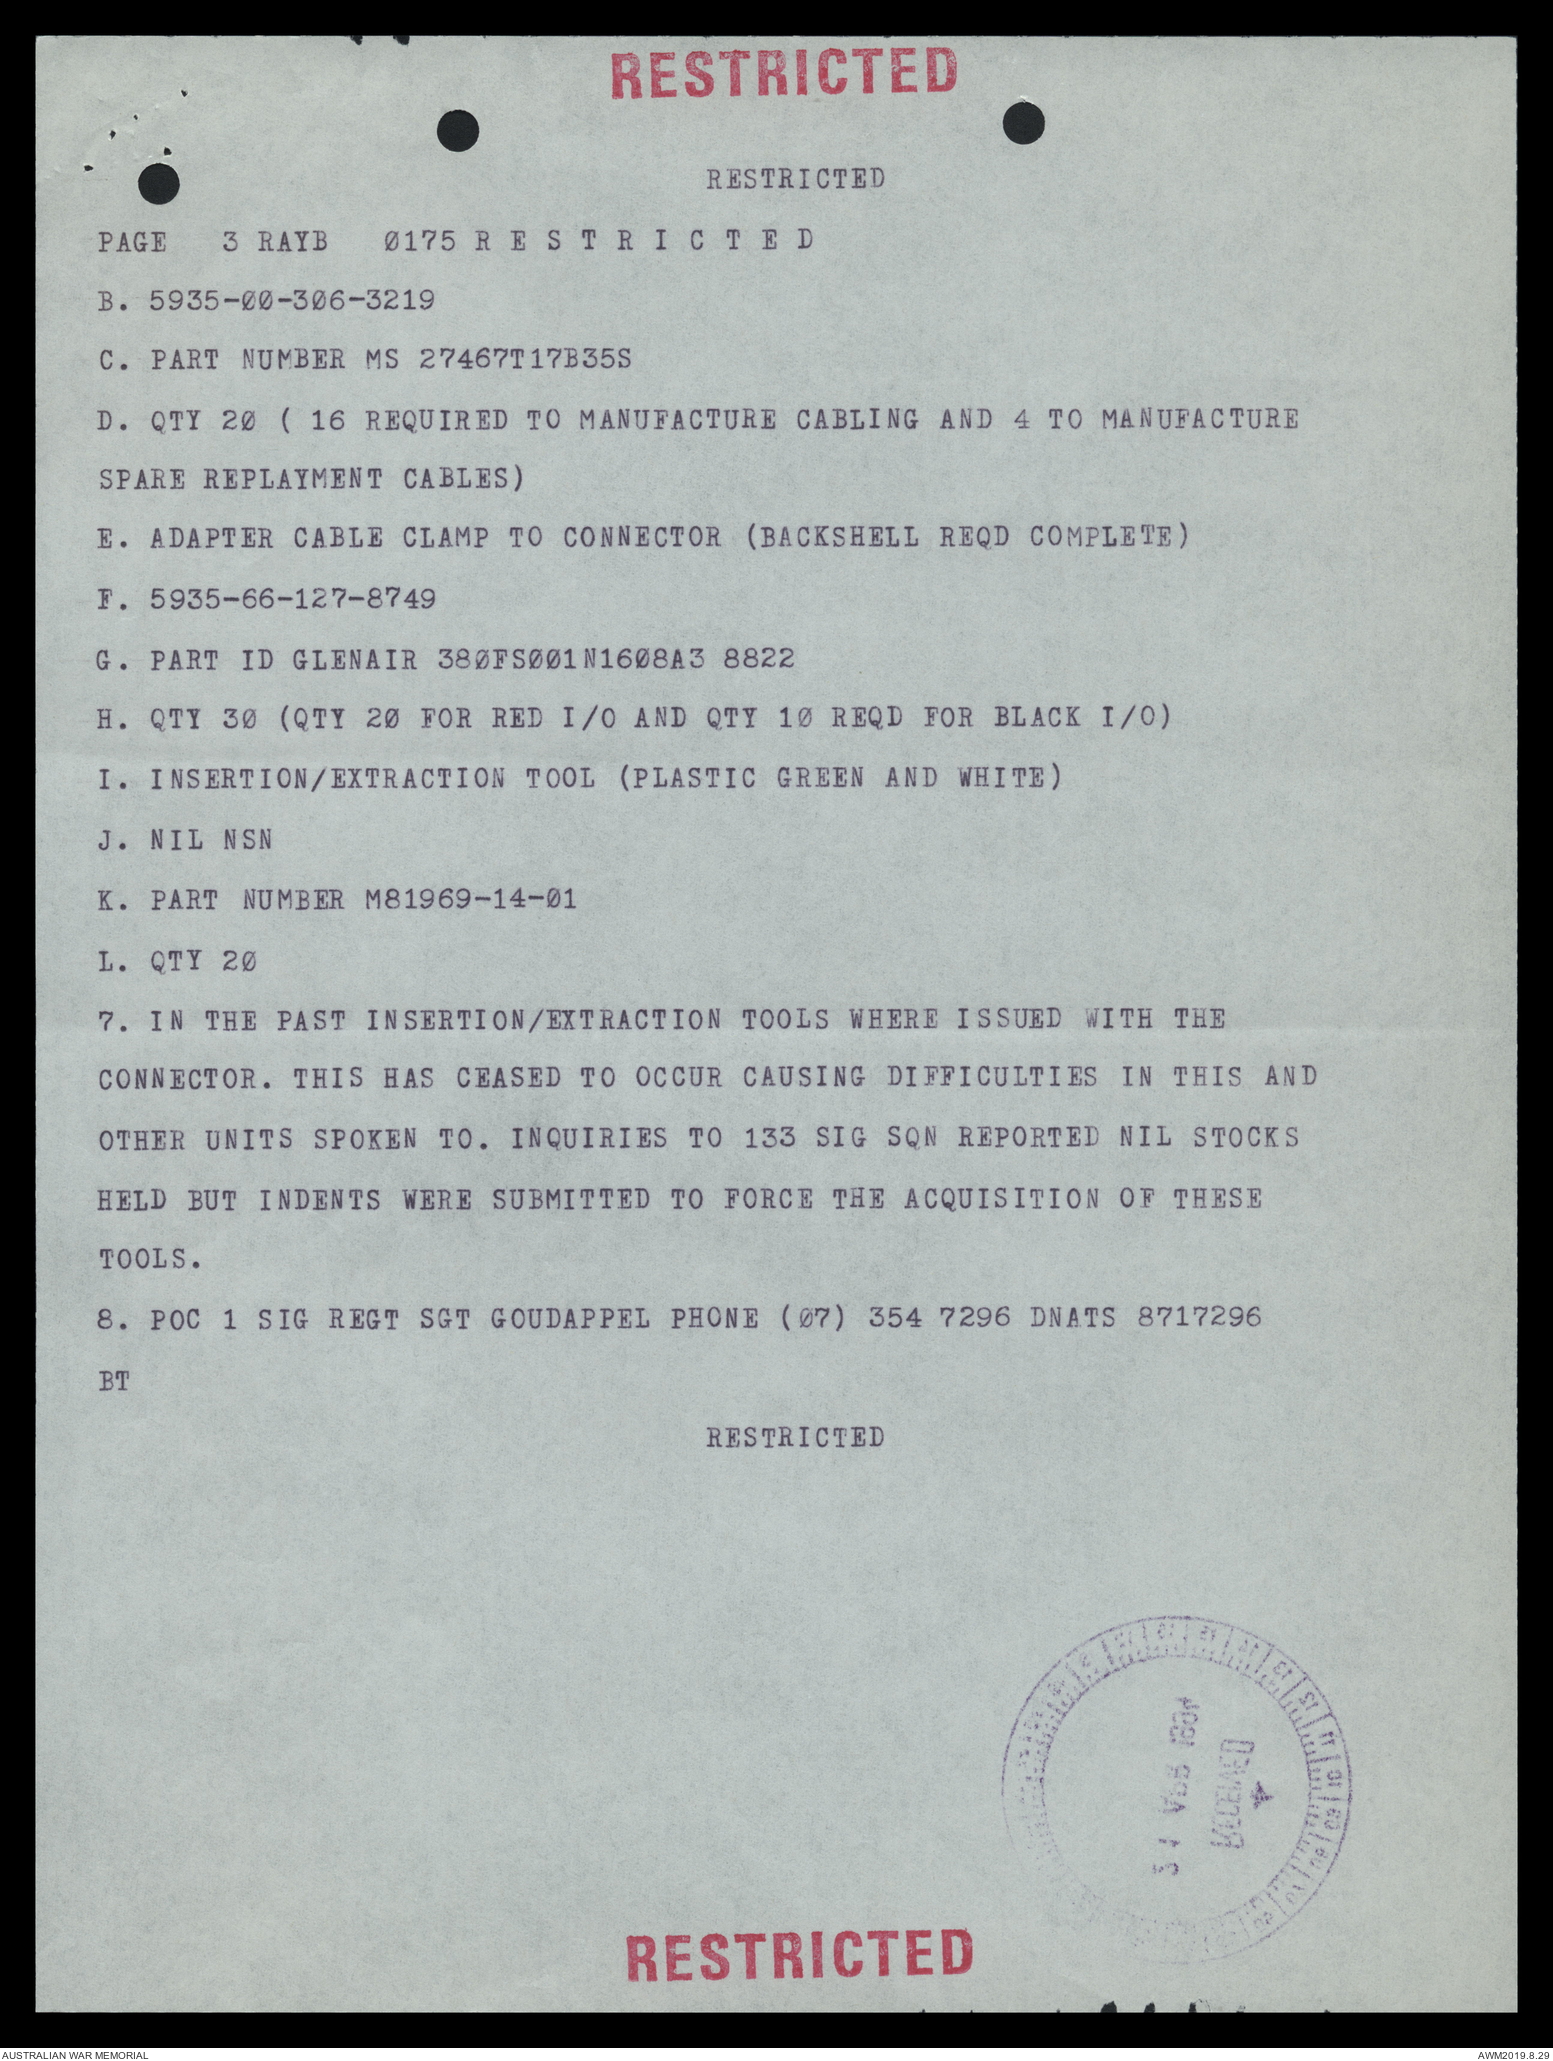 RESTRICTED
RESTRICTED
PAGE 3 RAYB Ø175 R E S T R I C T E D
B. 5935-ØØ-3Ø6-3219
C. PART NUMBER MS 27467T17B35S
D. QTY 2Ø ( 16 REQUIRED TO MANUFACTURE CABLING AND 4 TO MANUFACTURE
SPARE REPLAYMENT CABLES)
E. ADAPTER CABLE CLAMP TO CONNECTOR (BACKSHELL REQD COMPLETE)
F. 5935-66-127-8749
G. PART ID GLENAIR 38ØFSØØ1N16Ø8A3 8822
H. QTY 3Ø (QTY 2Ø FOR RED I/O AND QTY 1Ø REQD FOR BLACK I/O)
I. INSERTION/EXTRACTION TOOL (PLASTIC GREEN AND WHITE)
J. NIL NSN
K. PART NUMBER M81969-14-Ø1
L. QTY 2Ø
7. IN THE PAST INSERTION/EXTRACTION TOOLS WHERE ISSUED WITH THE
CONNECTOR. THIS HAS CEASED TO OCCUR CAUSING DIFFICULTIES IN THIS AND
OTHER UNITS SPOKEN TO. INQUIRIES TO 133 SIG SQN REPORTED NIL STOCKS
HELD BUT INDENTS WERE SUBMITTED TO FORCE THE ACQUISITION OF THESE
TOOLS.
8. POC 1 SIG REGT SGT GOUDAPPEL PHONE (Ø7) 354 7296 DNATS 8717296
BT
RESTRICTED
RECEIVED
RESTRICTED
AUSTRALIAN WAR MEMORIAL
AWM2019.8.29